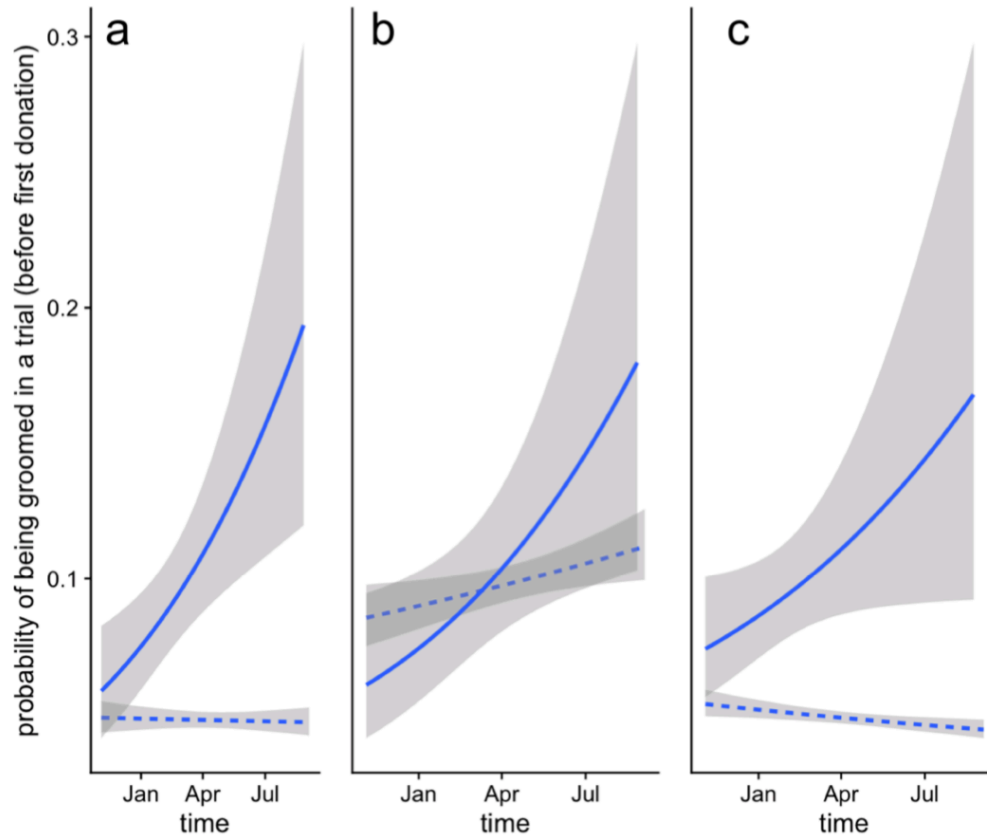 a
b
c
probability of being groomed in a trial (before first donation)
0.3
0.2
0.1
Jan Apr Jul
time
Jan Apr Jul
time
Jan Apr Jul
time